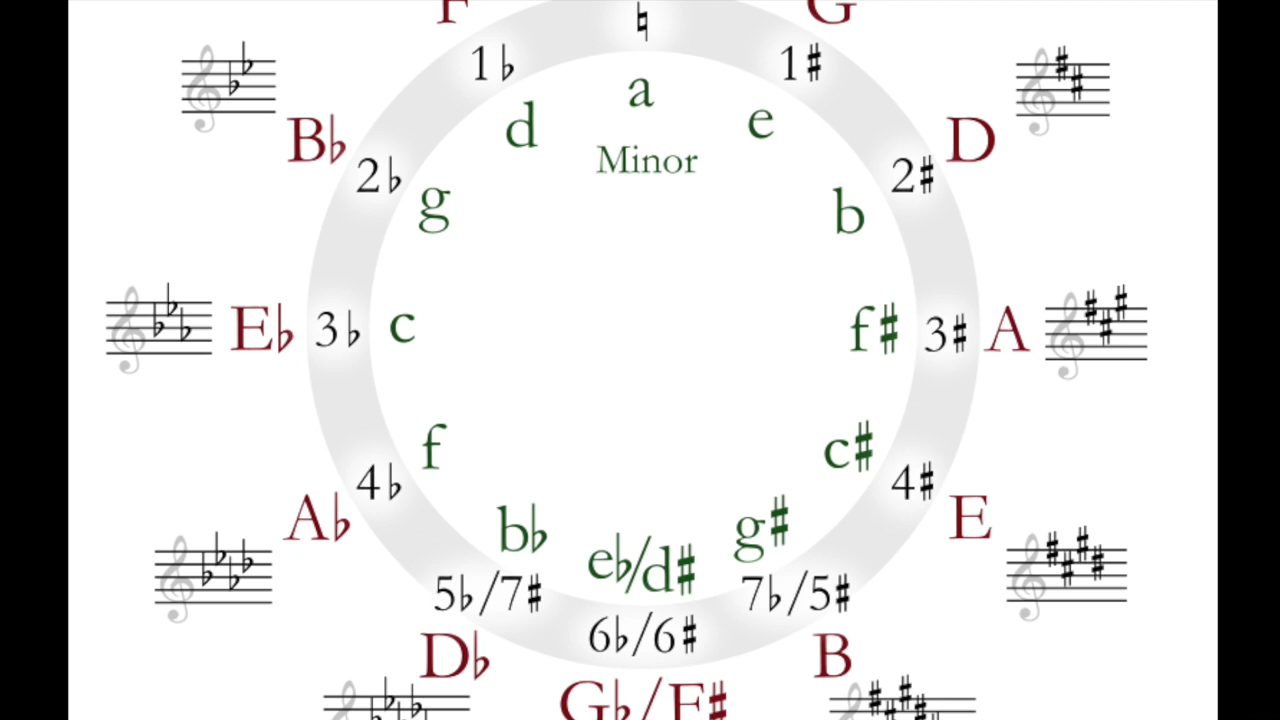 F G
♮
1♭ 1♯
a
d e
Minor
B♭ D
2♭ 2♯
g b
E♭ 3♭ c f♯ 3♯ A
f c♯
4♭ 4♯
A♭ E
b♭ g♯
e♭/d♯
5♭/7♯ 7♭/5♯
6♭/6♯
D♭ B
G♭/F♯